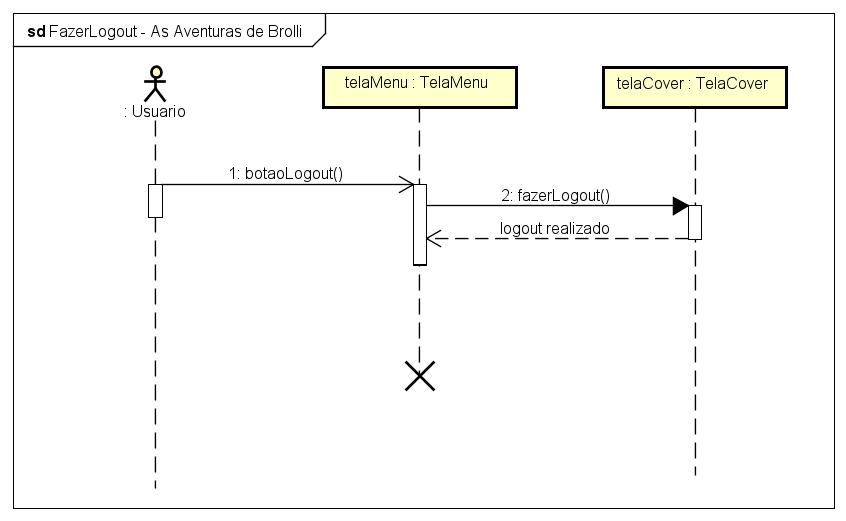 sd FazerLogout - As Aventuras de Brolli
: Usuario
telaMenu : TelaMenu
telaCover : TelaCover
1: botaoLogout()
2: fazerLogout()
logout realizado